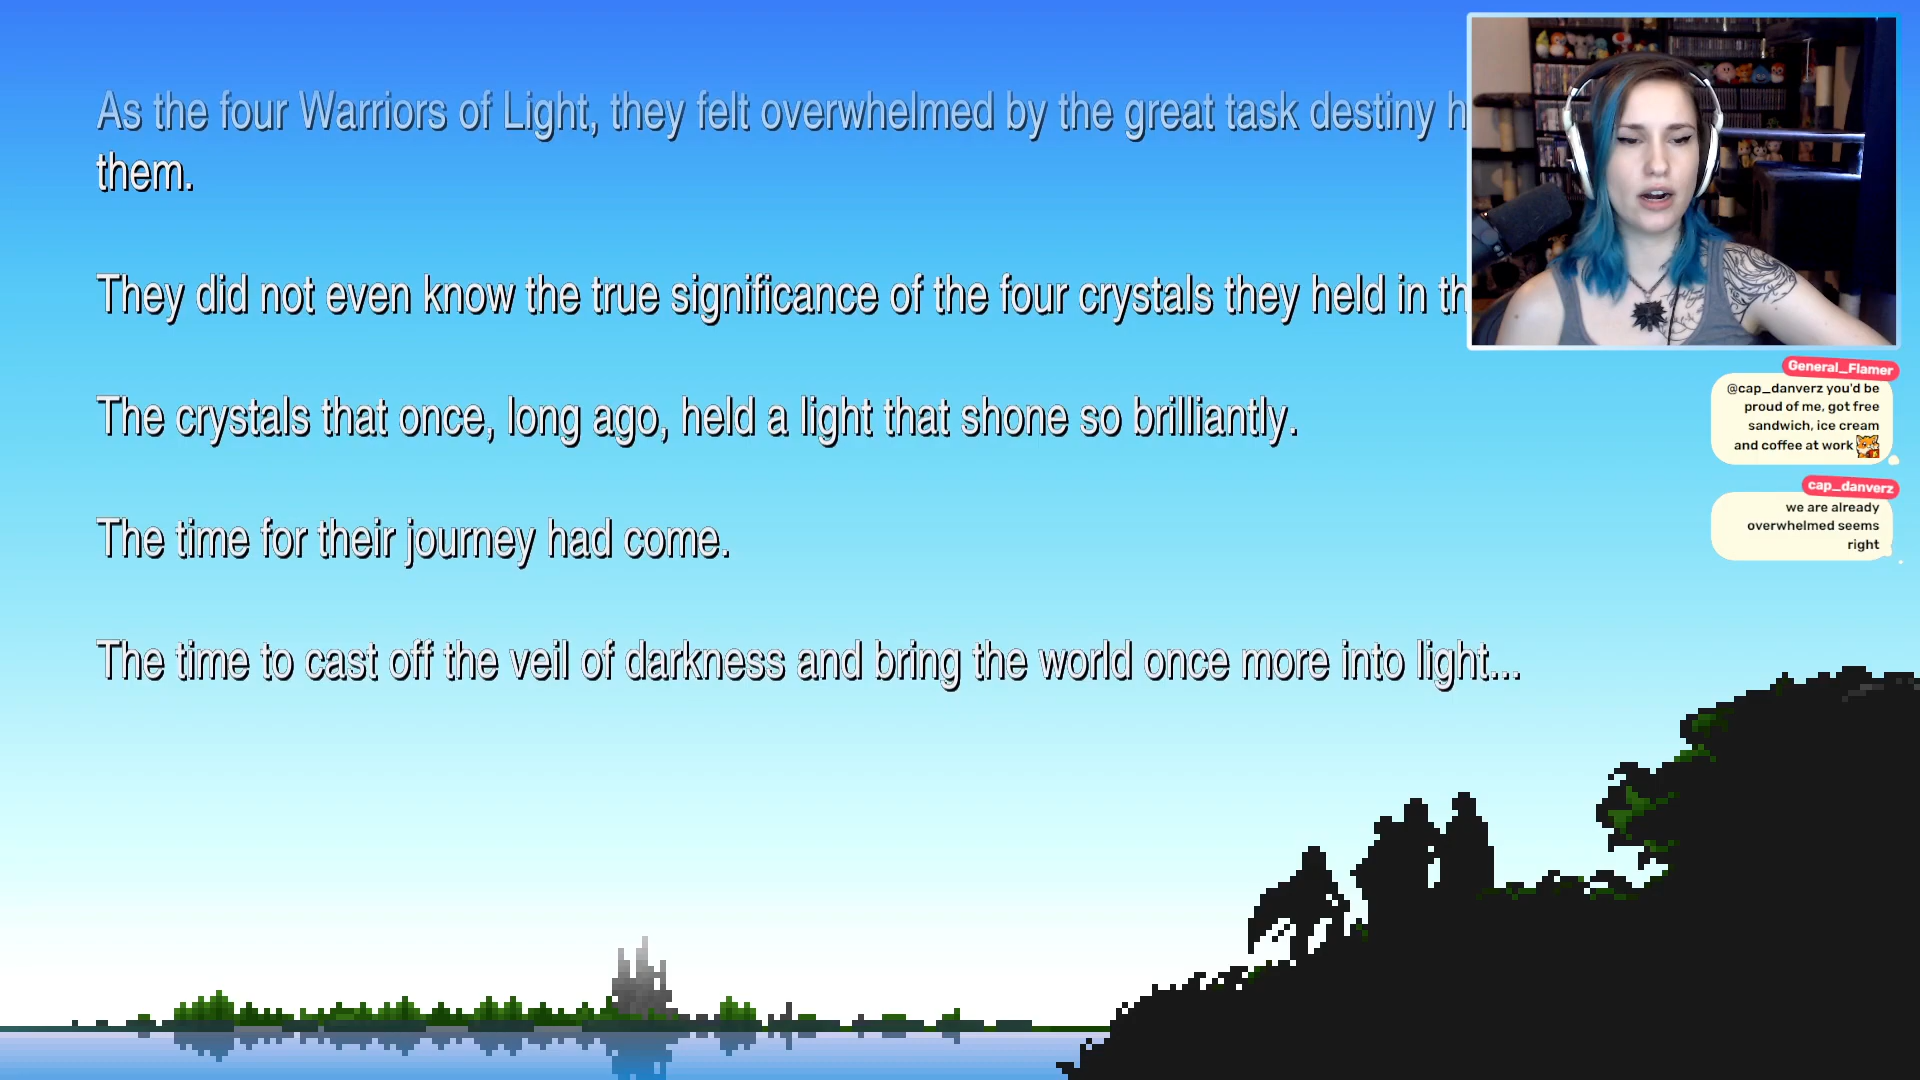 As the four Warriors of Light, they felt overwhelmed by the great task destiny
them.
They did not even know the true significance of the four crystals they held in
The crystals that once, long ago, held a light that shone so brilliantly.
The time for their journey had come.
The time to cast off the veil of darkness and bring the world once more into light...
General_Flamer
@cap_danverz you'd be
proud of me, got free
sandwich, ice cream
and coffee at work
cap_danverz
we are already
overwhelmed seems
right